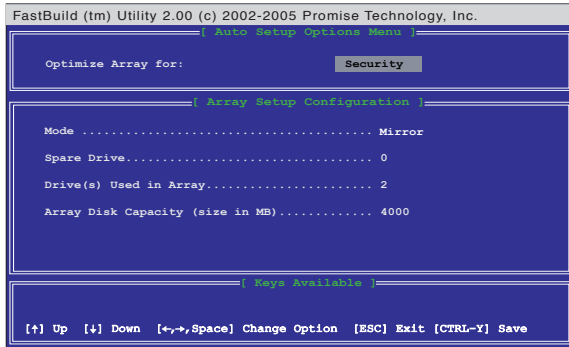 FastBuild (tm) Utility 2.00 (c) 2002-2005 Promise Technology, Inc.
[ Auto Setup Options Menu ]
Optimize Array for: Security
[ Array Setup Configuration ]
Mode ........................................ Mirror
Spare Drive.................................. 0
Drive(s) Used in Array....................... 2
Array Disk Capacity (size in MB)............. 4000
[ Keys Available ]
[↑] Up [↓] Down [←,→,Space] Change Option [ESC] Exit [CTRL-Y] Save